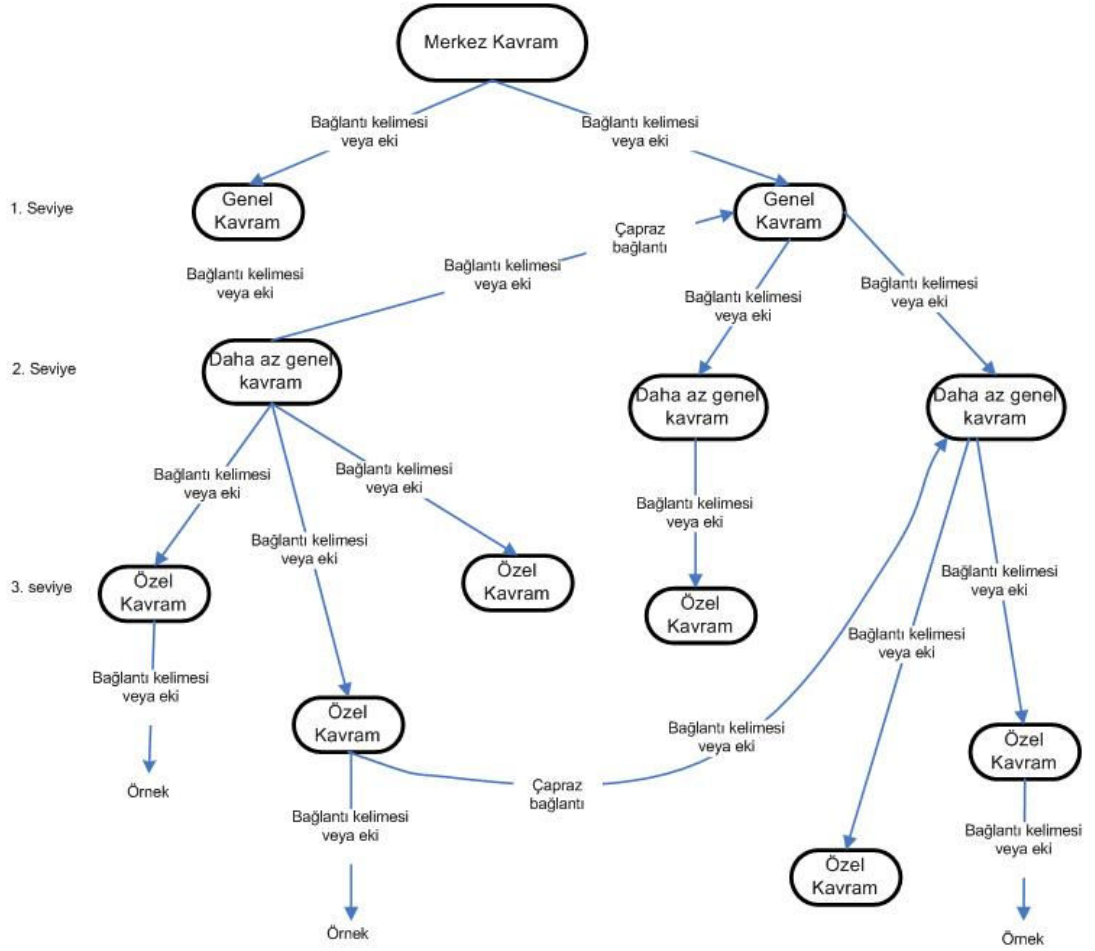 Merkez Kavram
Bağlantı kelimesi
veya eki
Bağlantı kelimesi
veya eki
1. Seviye
Genel
Kavram
Genel
Kavram
Çapraz
bağlantı
Bağlantı kelimesi
veya eki
Bağlantı kelimesi
veya eki
Bağlantı kelimesi
veya eki
Bağlantı kelimesi
veya eki
2. Seviye
Daha az genel
kavram
Daha az genel
kavram
Daha az genel
kavram
Bağlantı kelimesi
veya eki
Bağlantı kelimesi
veya eki
Bağlantı kelimesi
veya eki
Bağlantı kelimesi
veya eki
3. seviye
Özel
Kavram
Özel
Kavram
Özel
Kavram
Bağlantı kelimesi
veya eki
Bağlantı kelimesi
veya eki
Bağlantı kelimesi
veya eki
Özel
Kavram
Bağlantı kelimesi
veya eki
Özel
Kavram
Örnek
Çapraz
bağlantı
Bağlantı kelimesi
veya eki
Bağlantı kelimesi
veya eki
Özel
Kavram
Örnek
Örnek